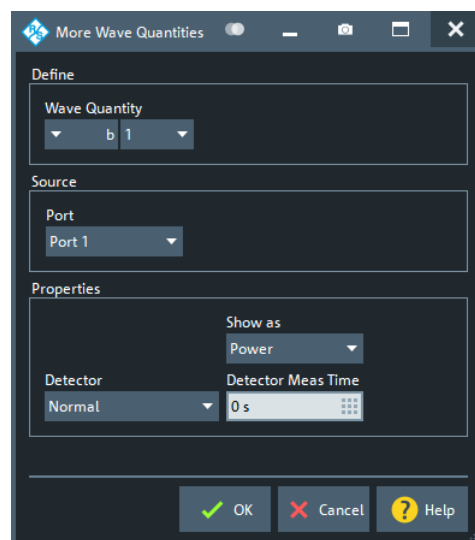 R&S More Wave Quantities
Define
Wave Quantity
b 1
Source
Port
Port 1
Properties
Show as
Power
Detector Detector Meas Time
Normal 0 s
OK Cancel ? Help